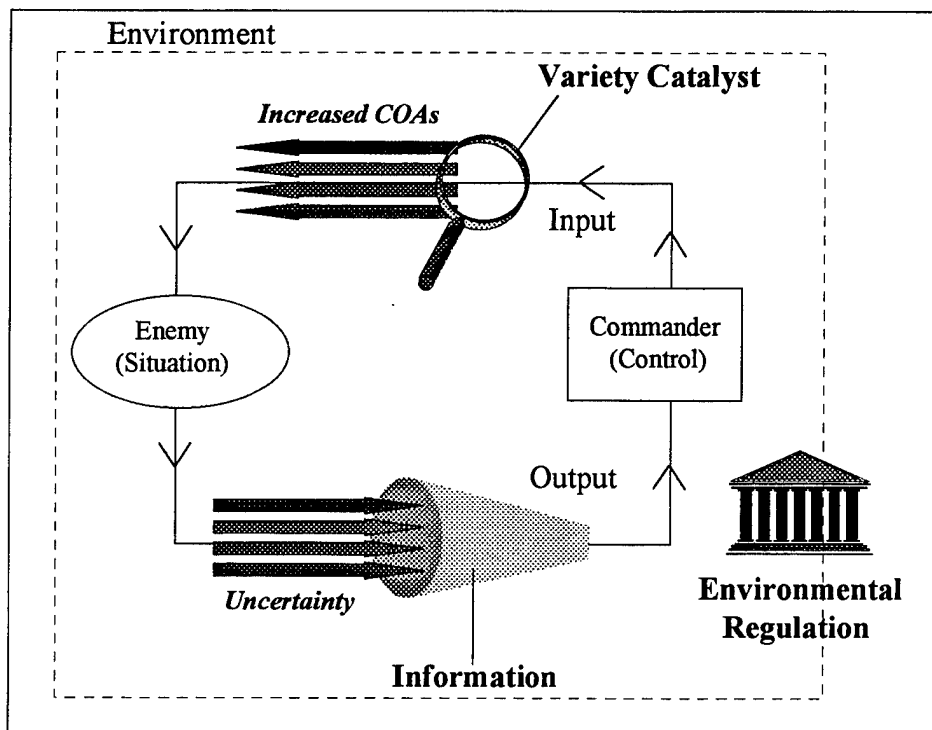 Environment
Variety Catalyst
Increased COAs
Input
Enemy
(Situation)
Commander
(Control)
Output
Uncertainty
Environmental
Regulation
Information